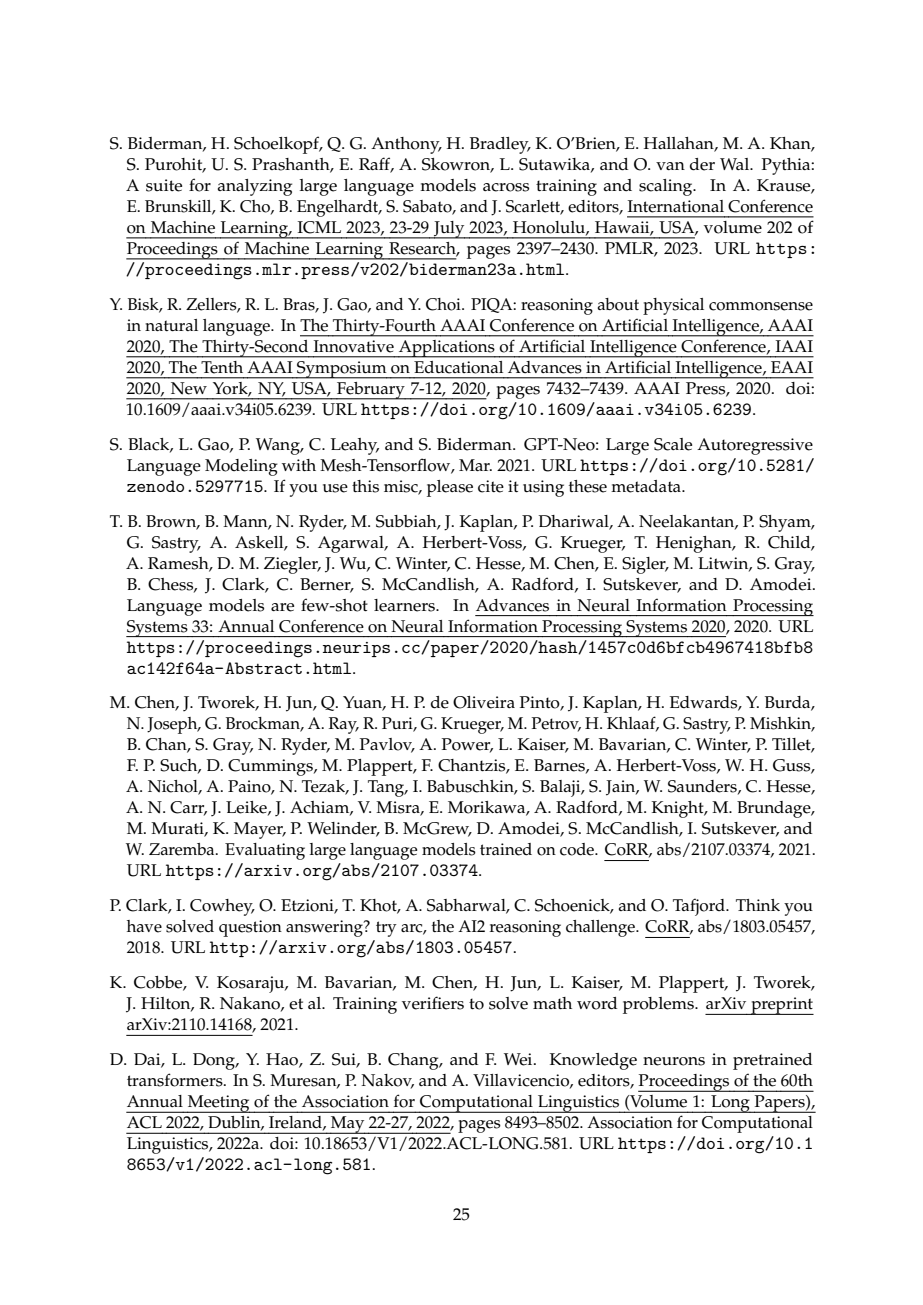 S. Biderman, H. Schoelkopf, Q. G. Anthony, H. Bradley, K. O’Brien, E. Hallahan, M. A. Khan,
S. Purohit, U. S. Prashanth, E. Raff, A. Skowron, L. Sutawika, and O. van der Wal. Pythia:
A suite for analyzing large language models across training and scaling. In A. Krause,
E. Brunskill, K. Cho, B. Engelhardt, S. Sabato, and J. Scarlett, editors, International Conference
on Machine Learning, ICML 2023, 23-29 July 2023, Honolulu, Hawaii, USA, volume 202 of
Proceedings of Machine Learning Research, pages 2397–2430. PMLR, 2023. URL https:
//proceedings.mlr.press/v202/biderman23a.html.
Y. Bisk, R. Zellers, R. L. Bras, J. Gao, and Y. Choi. PIQA: reasoning about physical commonsense
in natural language. In The Thirty-Fourth AAAI Conference on Artificial Intelligence, AAAI
2020, The Thirty-Second Innovative Applications of Artificial Intelligence Conference, IAAI
2020, The Tenth AAAI Symposium on Educational Advances in Artificial Intelligence, EAAI
2020, New York, NY, USA, February 7-12, 2020, pages 7432–7439. AAAI Press, 2020. doi:
10.1609/aaai.v34i05.6239. URL https://doi.org/10.1609/aaai.v34i05.6239.
S. Black, L. Gao, P. Wang, C. Leahy, and S. Biderman. GPT-Neo: Large Scale Autoregressive
Language Modeling with Mesh-Tensorflow, Mar. 2021. URL https://doi.org/10.5281/
zenodo.5297715. If you use this misc, please cite it using these metadata.
T. B. Brown, B. Mann, N. Ryder, M. Subbiah, J. Kaplan, P. Dhariwal, A. Neelakantan, P. Shyam,
G. Sastry, A. Askell, S. Agarwal, A. Herbert-Voss, G. Krueger, T. Henighan, R. Child,
A. Ramesh, D. M. Ziegler, J. Wu, C. Winter, C. Hesse, M. Chen, E. Sigler, M. Litwin, S. Gray,
B. Chess, J. Clark, C. Berner, S. McCandlish, A. Radford, I. Sutskever, and D. Amodei.
Language models are few-shot learners. In Advances in Neural Information Processing
Systems 33: Annual Conference on Neural Information Processing Systems 2020, 2020. URL
https://proceedings.neurips.cc/paper/2020/hash/1457c0d6bfcb4967418bfb8
ac142f64a-Abstract.html.
M. Chen, J. Tworek, H. Jun, Q. Yuan, H. P. de Oliveira Pinto, J. Kaplan, H. Edwards, Y. Burda,
N. Joseph, G. Brockman, A. Ray, R. Puri, G. Krueger, M. Petrov, H. Khlaaf, G. Sastry, P. Mishkin,
B. Chan, S. Gray, N. Ryder, M. Pavlov, A. Power, L. Kaiser, M. Bavarian, C. Winter, P. Tillet,
F. P. Such, D. Cummings, M. Plappert, F. Chantzis, E. Barnes, A. Herbert-Voss, W. H. Guss,
A. Nichol, A. Paino, N. Tezak, J. Tang, I. Babuschkin, S. Balaji, S. Jain, W. Saunders, C. Hesse,
A. N. Carr, J. Leike, J. Achiam, V. Misra, E. Morikawa, A. Radford, M. Knight, M. Brundage,
M. Murati, K. Mayer, P. Welinder, B. McGrew, D. Amodei, S. McCandlish, I. Sutskever, and
W. Zaremba. Evaluating large language models trained on code. CoRR, abs/2107.03374, 2021.
URL https://arxiv.org/abs/2107.03374.
P. Clark, I. Cowhey, O. Etzioni, T. Khot, A. Sabharwal, C. Schoenick, and O. Tafjord. Think you
have solved question answering? try arc, the AI2 reasoning challenge. CoRR, abs/1803.05457,
2018. URL http://arxiv.org/abs/1803.05457.
K. Cobbe, V. Kosaraju, M. Bavarian, M. Chen, H. Jun, L. Kaiser, M. Plappert, J. Tworek,
J. Hilton, R. Nakano, et al. Training verifiers to solve math word problems. arXiv preprint
arXiv:2110.14168, 2021.
D. Dai, L. Dong, Y. Hao, Z. Sui, B. Chang, and F. Wei. Knowledge neurons in pretrained
transformers. In S. Muresan, P. Nakov, and A. Villavicencio, editors, Proceedings of the 60th
Annual Meeting of the Association for Computational Linguistics (Volume 1: Long Papers),
ACL 2022, Dublin, Ireland, May 22-27, 2022, pages 8493–8502. Association for Computational
Linguistics, 2022a. doi: 10.18653/V1/2022.ACL-LONG.581. URL https://doi.org/10.1
8653/v1/2022.acl-long.581.
25